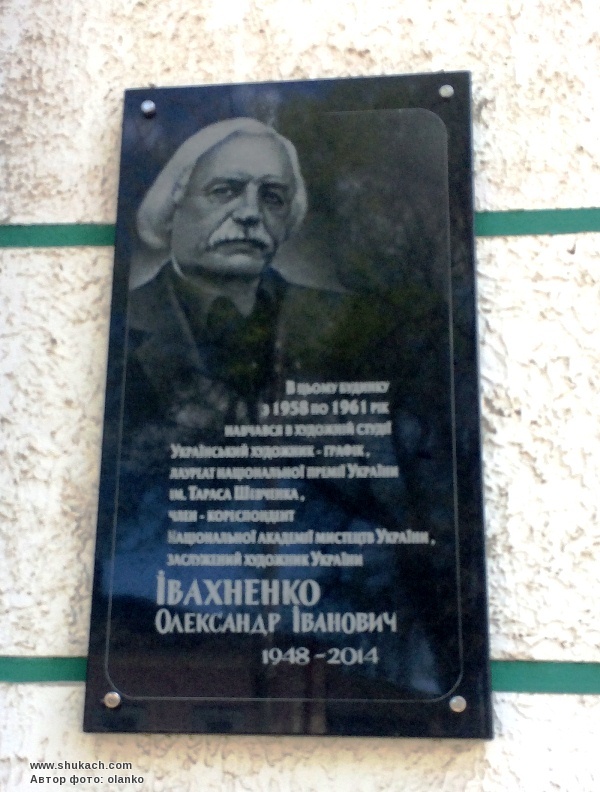 В цьому будинку
з 1958 по 1961 рік
навчався в художній студії
Український художник - графік,
лауреат національної премії України
ім. Тараса Шевченка,
член - кореспондент
Національної академії мистецтв України,
заслужений художник України
Івахненко
Олександр Іванович
1948 - 2014
www.shukach.com
Автор фото: olanko